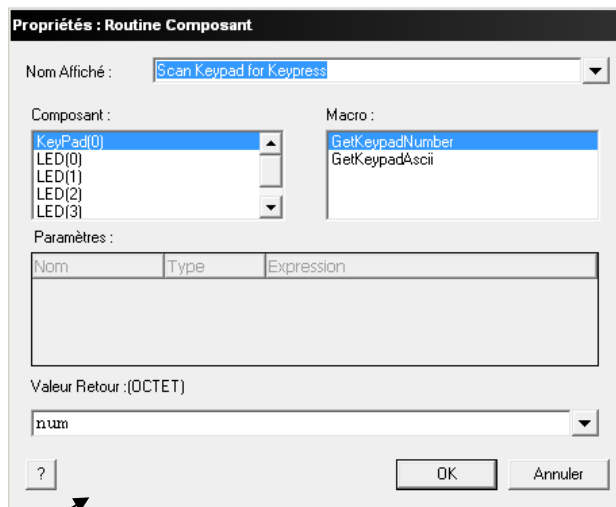 Propriétés : Routine Composant
Nom Affiché :
Scan Keypad for Keypress
Composant :
Macro :
KeyPad(0)
LED(0)
LED(1)
LED(2)
LED(3)
GetKeypadNumber
GetKeypadAscii
Paramètres :
Nom Type Expression
Valeur Retour :(OCTET)
num
? OK Annuler